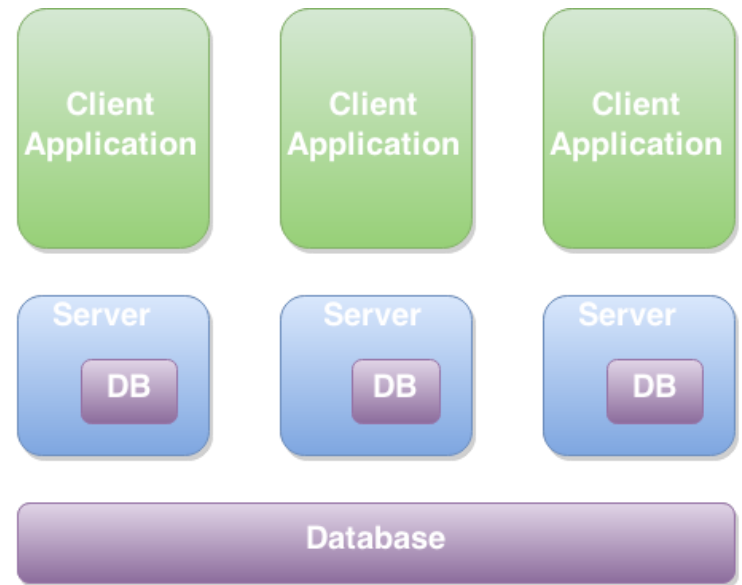 Client
Application
Client
Application
Client
Application
Server
DB
Server
DB
Server
DB
Database